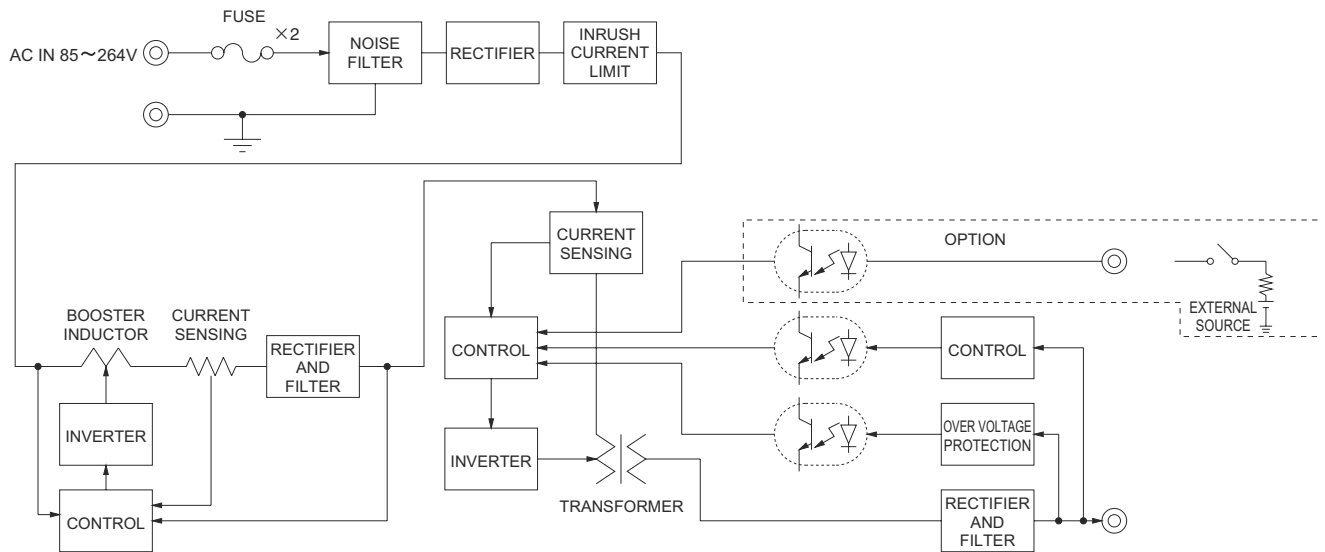 FUSE
×2
AC IN 85～264V
NOISE
FILTER
RECTIFIER
INRUSH
CURRENT
LIMIT
CURRENT
SENSING
OPTION
EXTERNAL
SOURCE
BOOSTER
INDUCTOR
CURRENT
SENSING
RECTIFIER
AND
FILTER
CONTROL
CONTROL
INVERTER
INVERTER
OVER VOLTAGE
PROTECTION
TRANSFORMER
CONTROL
RECTIFIER
AND
FILTER